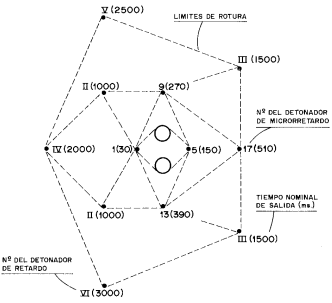 V (2500)
LIMITES DE ROTURA
III (1500)
II (1000)
9 (270)
Nº DEL DETONADOR
DE MICRORRETARDO
IV (2000)
1 (30)
5 (150)
17 (510)
TIEMPO NOMINAL
DE SALIDA (ms.)
II (1000)
13 (390)
III (1500)
Nº DEL DETONADOR
DE RETARDO
VI (3000)